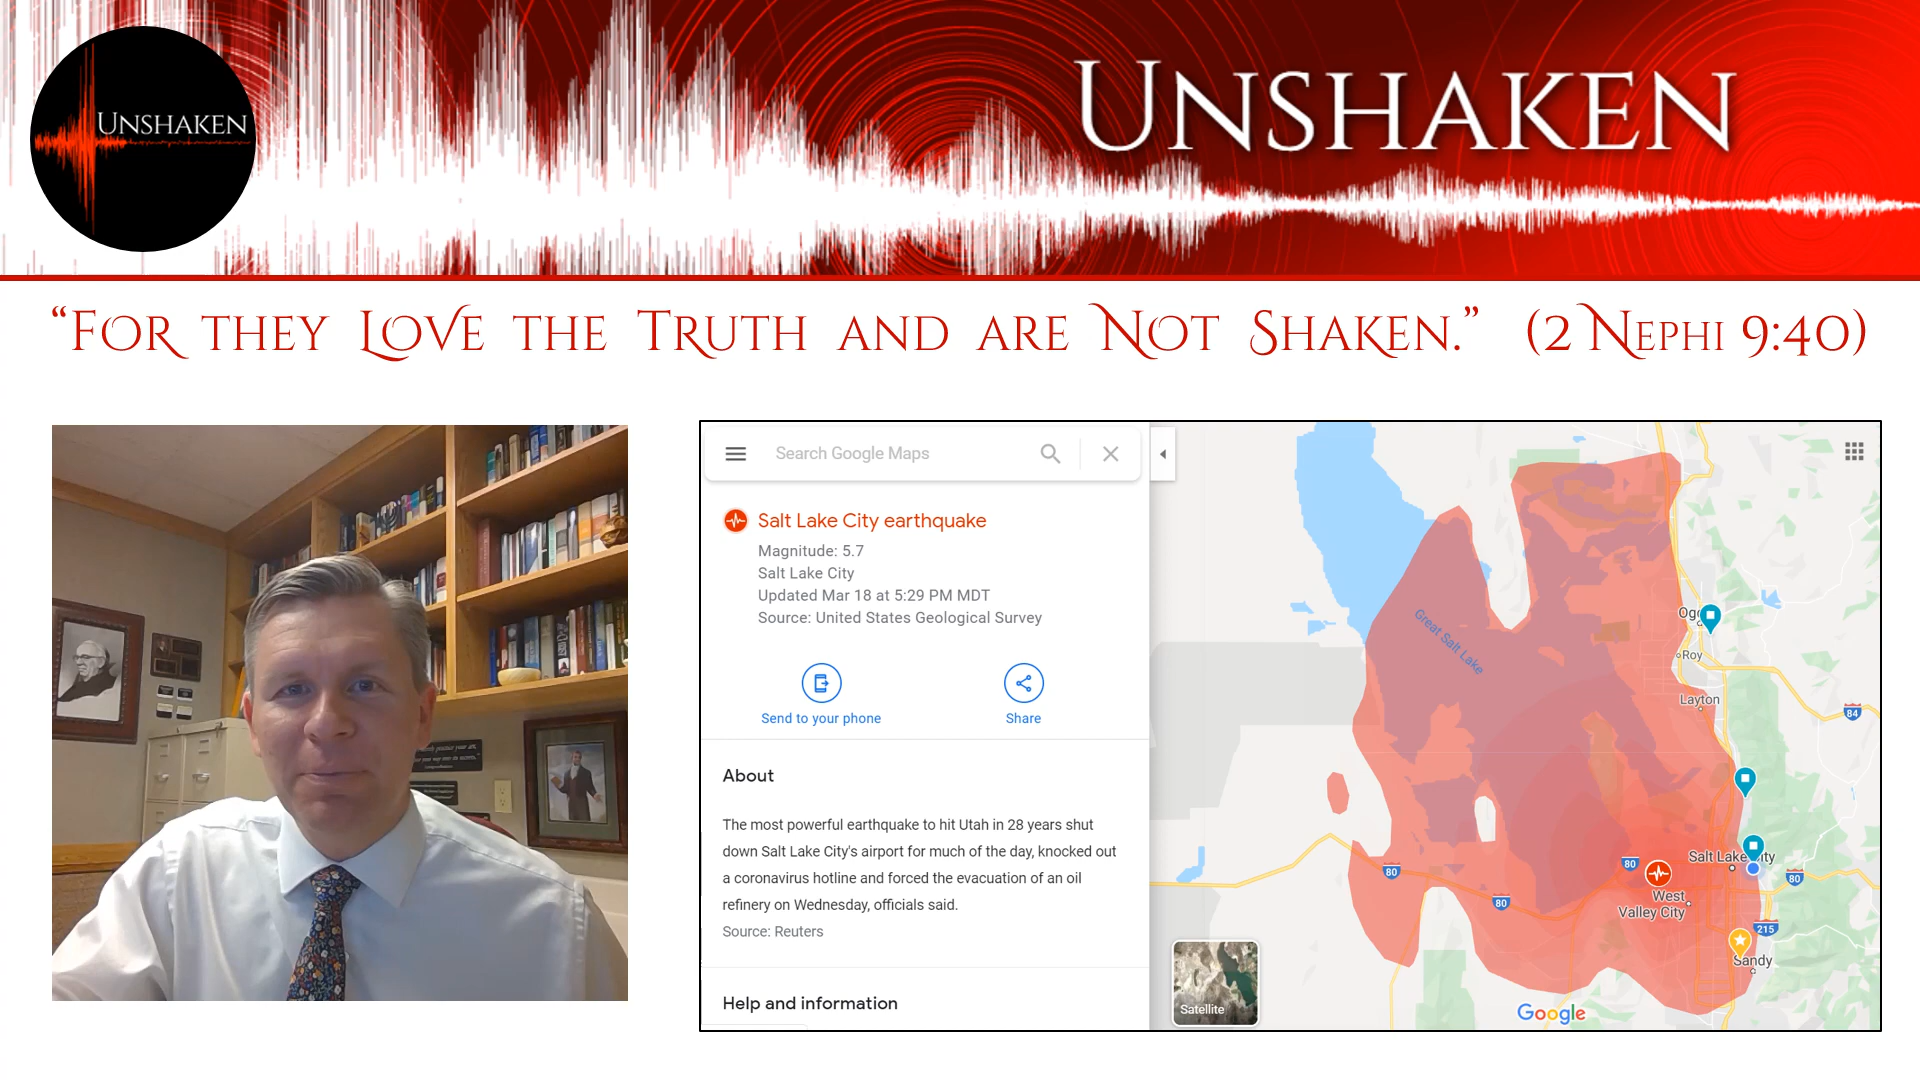 UNSHAKEN
UNSHAKEN
“FOR THEY LOVE THE TRUTH AND ARE NOT SHAKEN.” (2 NEPHI 9:40)
Search Google Maps
Salt Lake City earthquake
Magnitude: 5.7
Salt Lake City
Updated Mar 18 at 5:29 PM MDT
Source: United States Geological Survey
Send to your phone
Share
About
The most powerful earthquake to hit Utah in 28 years shut
down Salt Lake City's airport for much of the day, knocked out
a coronavirus hotline and forced the evacuation of an oil
refinery on Wednesday, officials said.
Source: Reuters
Help and information
Great Salt Lake
Roy
Layton
84
80
Salt Lake
80
80
West
Valley City
80
215
Sandy
Satellite
Google